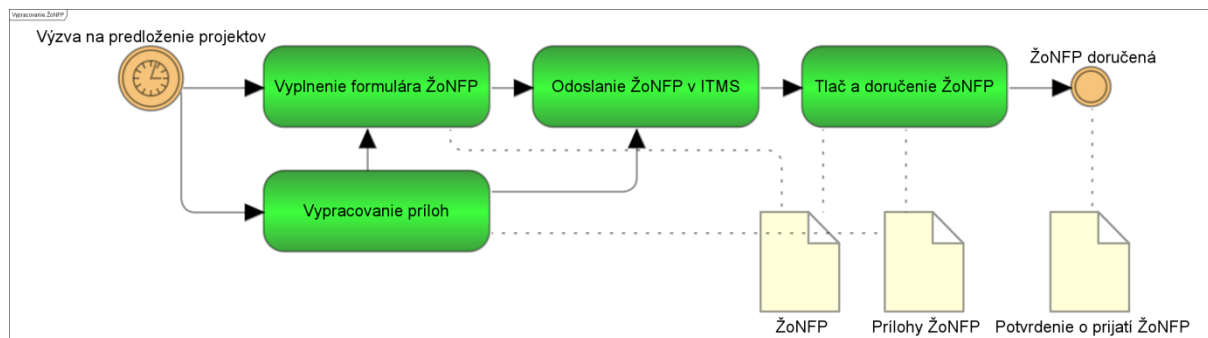 Vypracovanie ŽoNFP
Výzva na predloženie projektov
Vyplnenie formulára ŽoNFP
Odoslanie ŽoNFP v ITMS
Tlač a doručenie ŽoNFP
ŽoNFP doručená
Vypracovanie príloh
ŽoNFP
Prílohy ŽoNFP
Potvrdenie o prijatí ŽoNFP